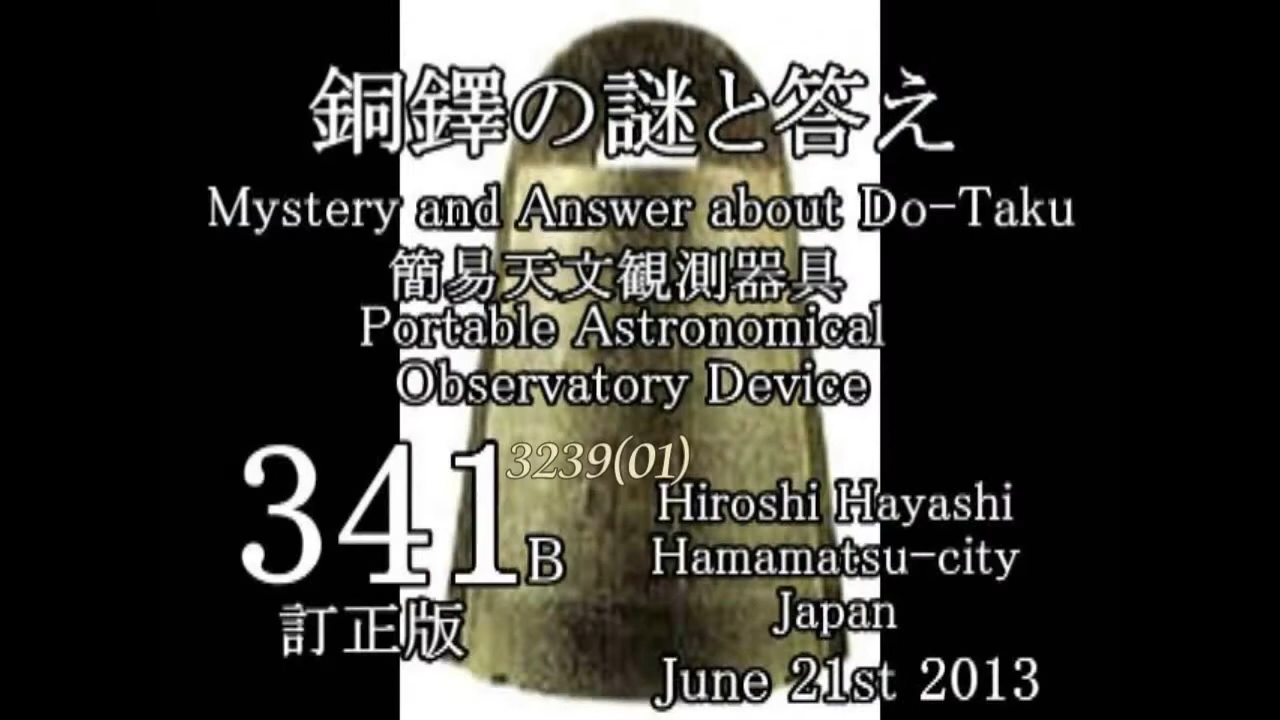 銅鐸の謎と答え
Mystery and Answer about Do-Taku
簡易天文観測器具
Portable Astronomical
Observatory Device
3239(01)
341B
訂正版
Hiroshi Hayashi
Hamamatsu-city
Japan
June 21st 2013